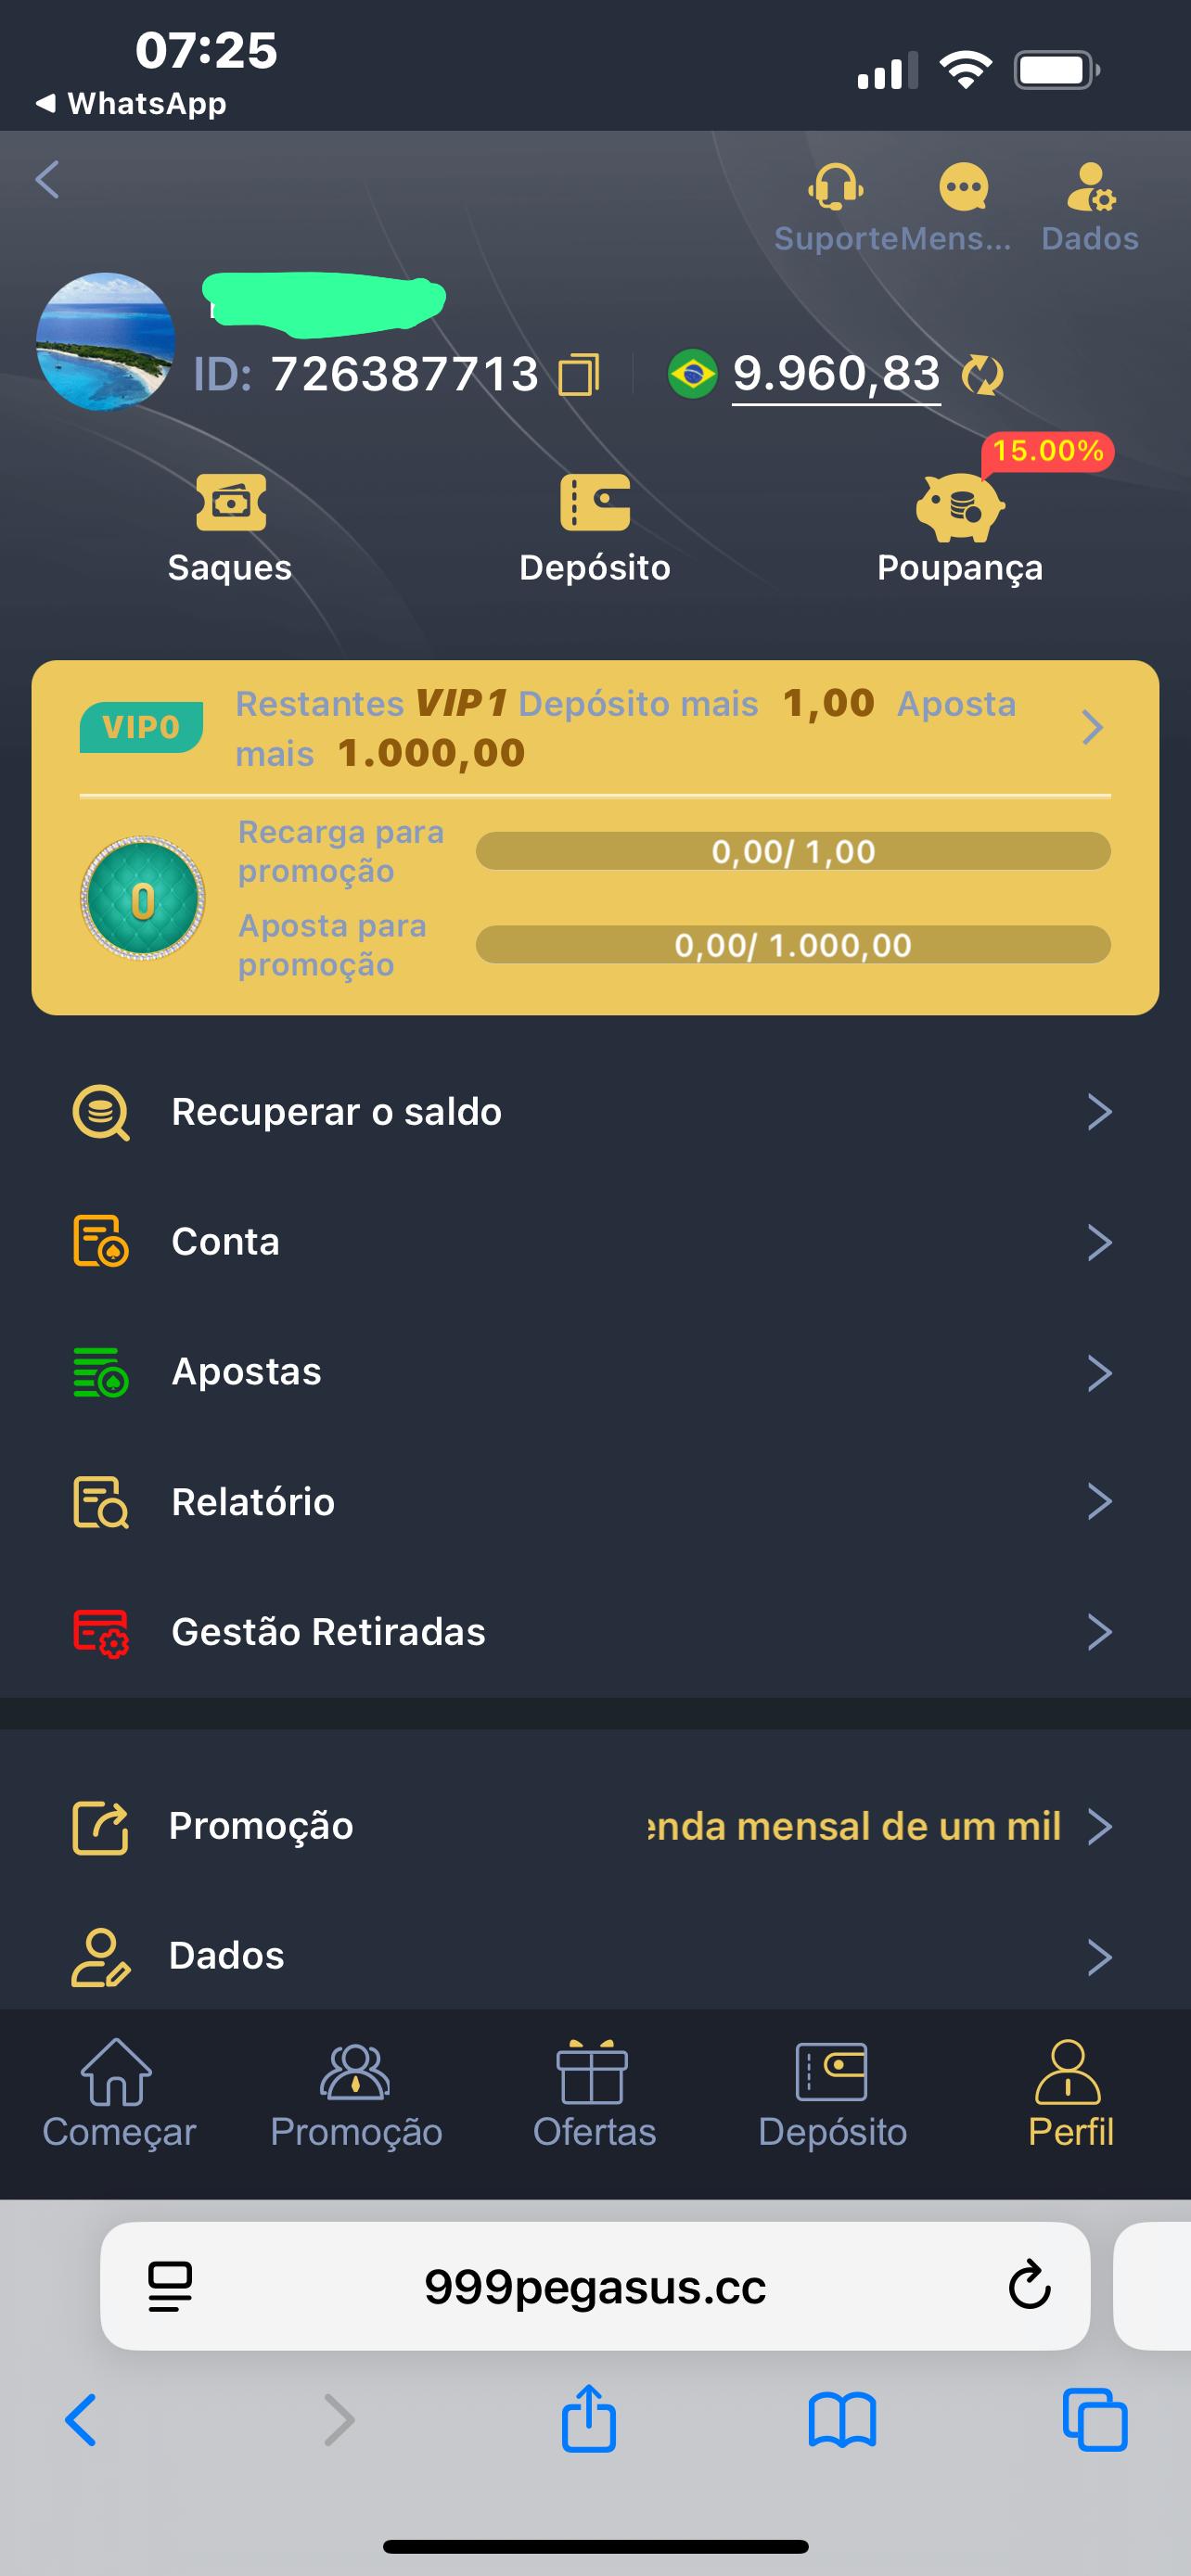 07:25
WhatsApp
Suporte Mens... Dados
ID: 726387713 9.960,83
15.00%
Saques Depósito Poupança
VIP0 Restantes VIP1 Depósito mais 1,00 Aposta
mais 1.000,00
Recarga para
promoção
0,00/ 1,00
0
Aposta para
promoção
0,00/ 1.000,00
Recuperar o saldo
Conta
Apostas
Relatório
Gestão Retiradas
Promoção enda mensal de um mil
Dados
Começar Promoção Ofertas Depósito Perfil
999pegasus.cc